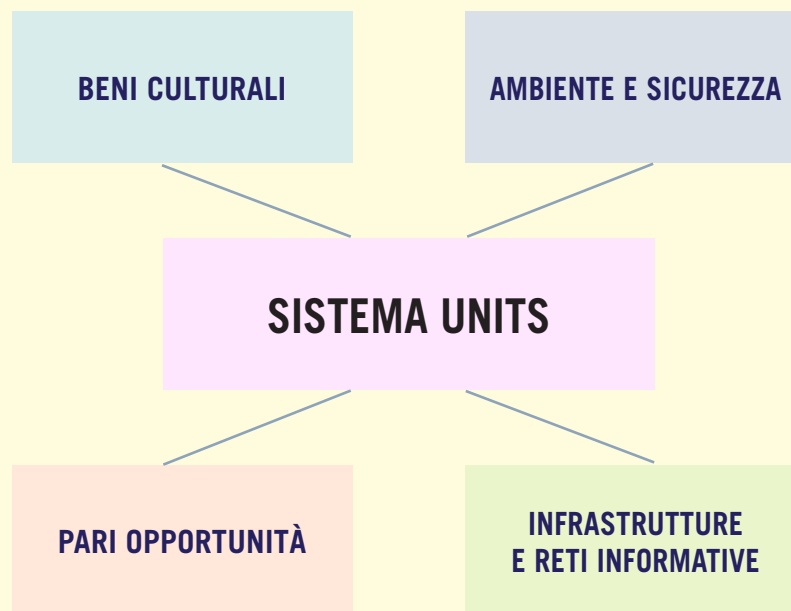 BENI CULTURALI
AMBIENTE E SICUREZZA
SISTEMA UNITS
PARI OPPORTUNITÀ
INFRASTRUTTURE
E RETI INFORMATIVE